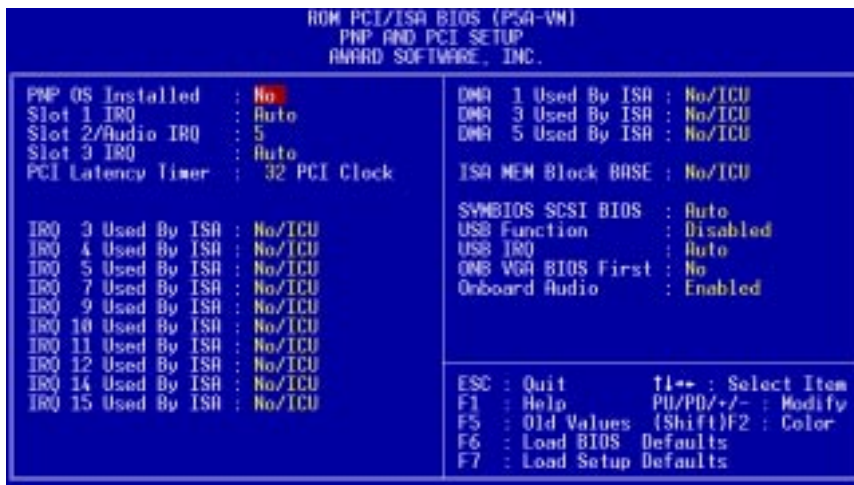 ROM PCI/ISA BIOS (P5A-VM)
PNP AND PCI SETUP
AWARD SOFTWARE, INC.
PNP OS Installed : No
Slot 1 IRQ : Auto
Slot 2/Audio IRQ : 5
Slot 3 IRQ : Auto
PCI Latency Timer : 32 PCI Clock
IRQ 3 Used By ISA : No/ICU
IRQ 4 Used By ISA : No/ICU
IRQ 5 Used By ISA : No/ICU
IRQ 7 Used By ISA : No/ICU
IRQ 9 Used By ISA : No/ICU
IRQ 10 Used By ISA : No/ICU
IRQ 11 Used By ISA : No/ICU
IRQ 12 Used By ISA : No/ICU
IRQ 14 Used By ISA : No/ICU
IRQ 15 Used By ISA : No/ICU
DMA 1 Used By ISA : No/ICU
DMA 3 Used By ISA : No/ICU
DMA 5 Used By ISA : No/ICU
ISA MEM Block BASE : No/ICU
SYMBIOS SCSI BIOS : Auto
USB Function : Disabled
USB IRQ : Auto
ONB VGA BIOS First : No
Onboard Audio : Enabled
ESC : Quit ↑↓→← : Select Item
F1 : Help PU/PD/+/- : Modify
F5 : Old Values (Shift)F2 : Color
F6 : Load BIOS Defaults
F7 : Load Setup Defaults